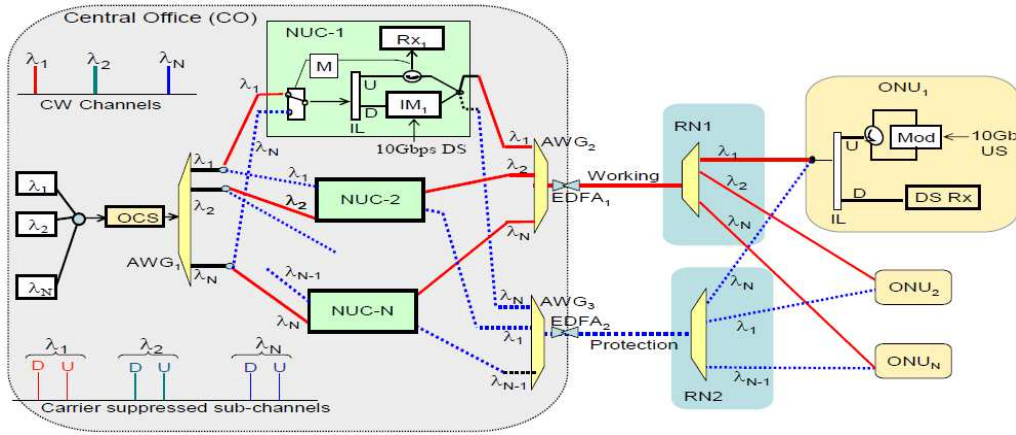 Central Office (CO)
λ1 λ2 λN
CW Channels
NUC-1
Rx1
M
U
D
IL
IM1
10Gbps DS
λ1
λN
λ1
λ2
λN
OCS
AWG1
λ1
λ2
λN
λ1
λ2
NUC-2
λN-1
λN
NUC-N
λ1
λ2
λN
AWG2
EDFA1
Working
λN
λ1
λN-1
AWG3
EDFA2
Protection
RN1
λ1
λ2
λN
RN2
λN
λ1
λN-1
ONU1
U
D
IL
Mod
10Gb
US
DS Rx
ONU2
ONUN
λ1 λ2 λN
D U D U D U
Carrier suppressed sub-channels